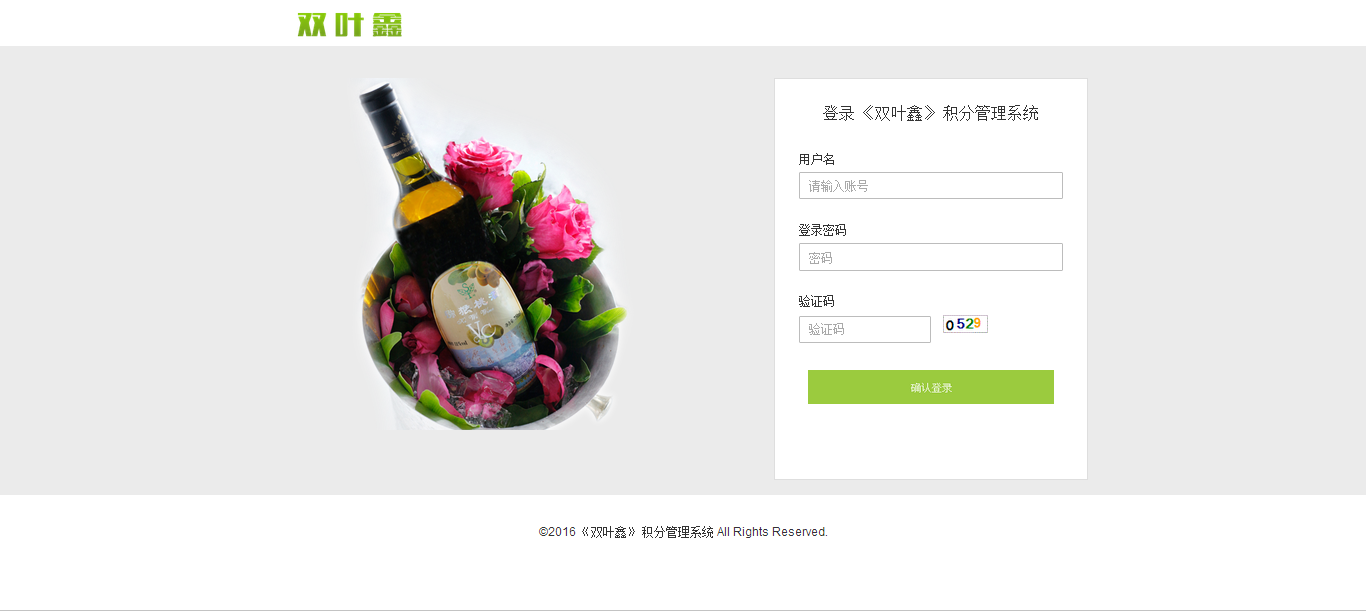 双叶鑫
登录《双叶鑫》积分管理系统
用户名
请输入账号
登录密码
密码
验证码
验证码
0529
确认登录
VC
©2016《双叶鑫》积分管理系统 All Rights Reserved.